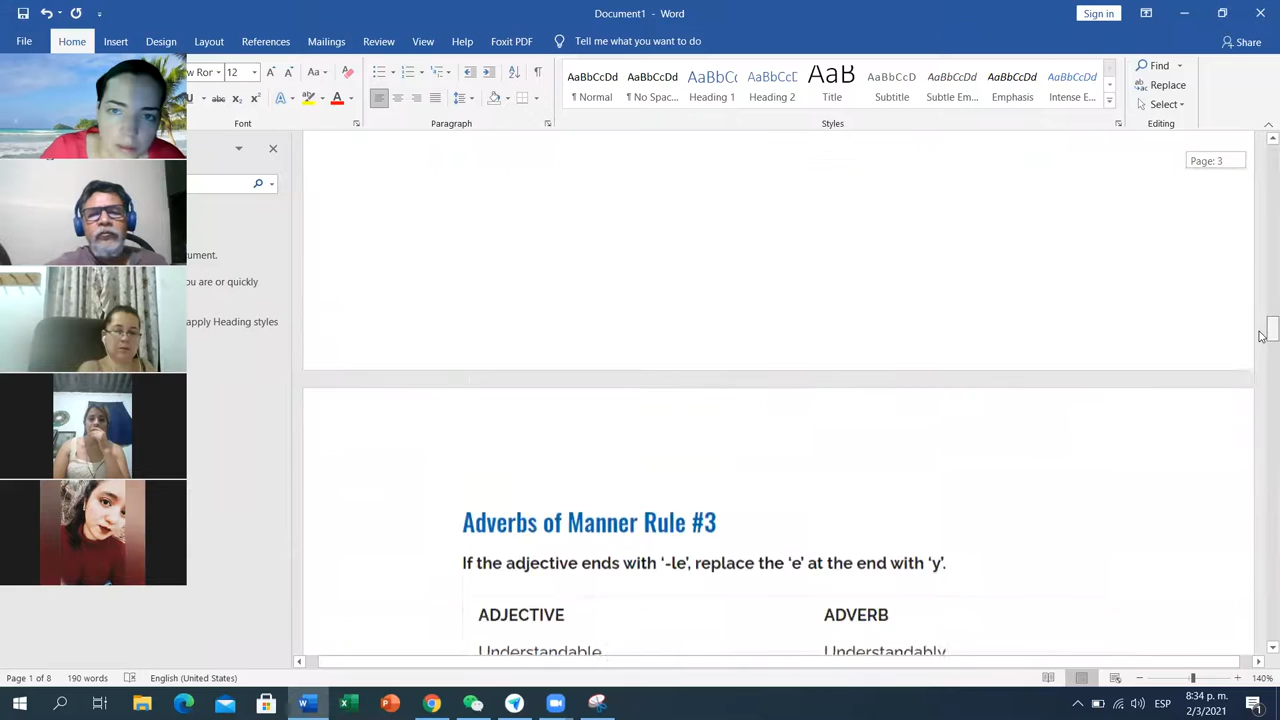 Document1 - Word
Sign in
File Home Insert Design Layout References Mailings Review View Help Foxit PDF Tell me what you want to do Share
w Ror 12 Aa
AaBbCcDd AaBbCcDd AaBbCc AaBbCcD AaB AaBbCcDd AaBbCcDd AaBbCcDd AaBbCcDd
¶ Normal ¶ No Spac... Heading 1 Heading 2 Title Subtitle Subtle Em... Emphasis Intense E...
Find
Replace
Select
Font Paragraph Styles Editing
Page: 3
ument.
ou are or quickly
apply Heading styles
Adverbs of Manner Rule #3
If the adjective ends with ‘-le’, replace the ‘e’ at the end with ‘y’.
ADJECTIVE ADVERB
Understandable Understandably
Page 1 of 8 190 words English (United States) 140%
ESP
8:34 p. m.
2/3/2021